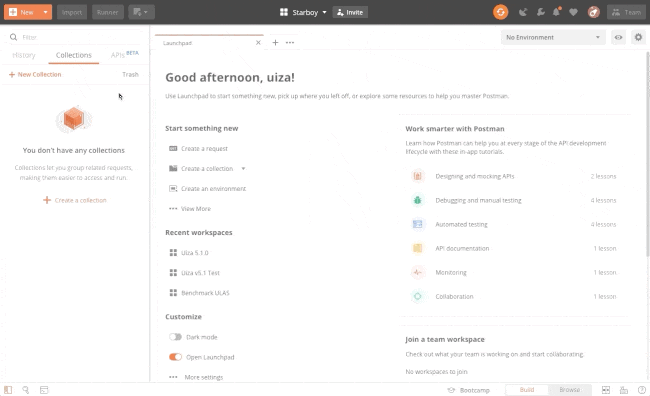 New
Import
Runner
Starboy
Invite
Team
Filter
History
Collections
APIs BETA
New Collection
Trash
You don't have any collections
Collections let you group related requests,
making them easier to access and run.
Create a collection
Launchpad
No Environment
Good afternoon, uiza!
Use Launchpad to start something new, pick up where you left off, or explore some resources to help you master Postman.
Start something new
Create a request
Create a collection
Create an environment
View More
Recent workspaces
Uiza 5.1.0
Uiza v5.1 Test
Benchmark ULAS
Customize
Dark mode
Open Launchpad
More settings
Work smarter with Postman
Learn how Postman can help you at every stage of the API development
lifecycle with these in-app tutorials.
Designing and mocking APIs 2 lessons
Debugging and manual testing 4 lessons
Automated testing 4 lessons
API documentation 1 lesson
Monitoring 1 lesson
Collaboration 1 lesson
Join a team workspace
Check out what your team is working on and start collaborating.
No workspaces to join
Bootcamp
Build
Browse